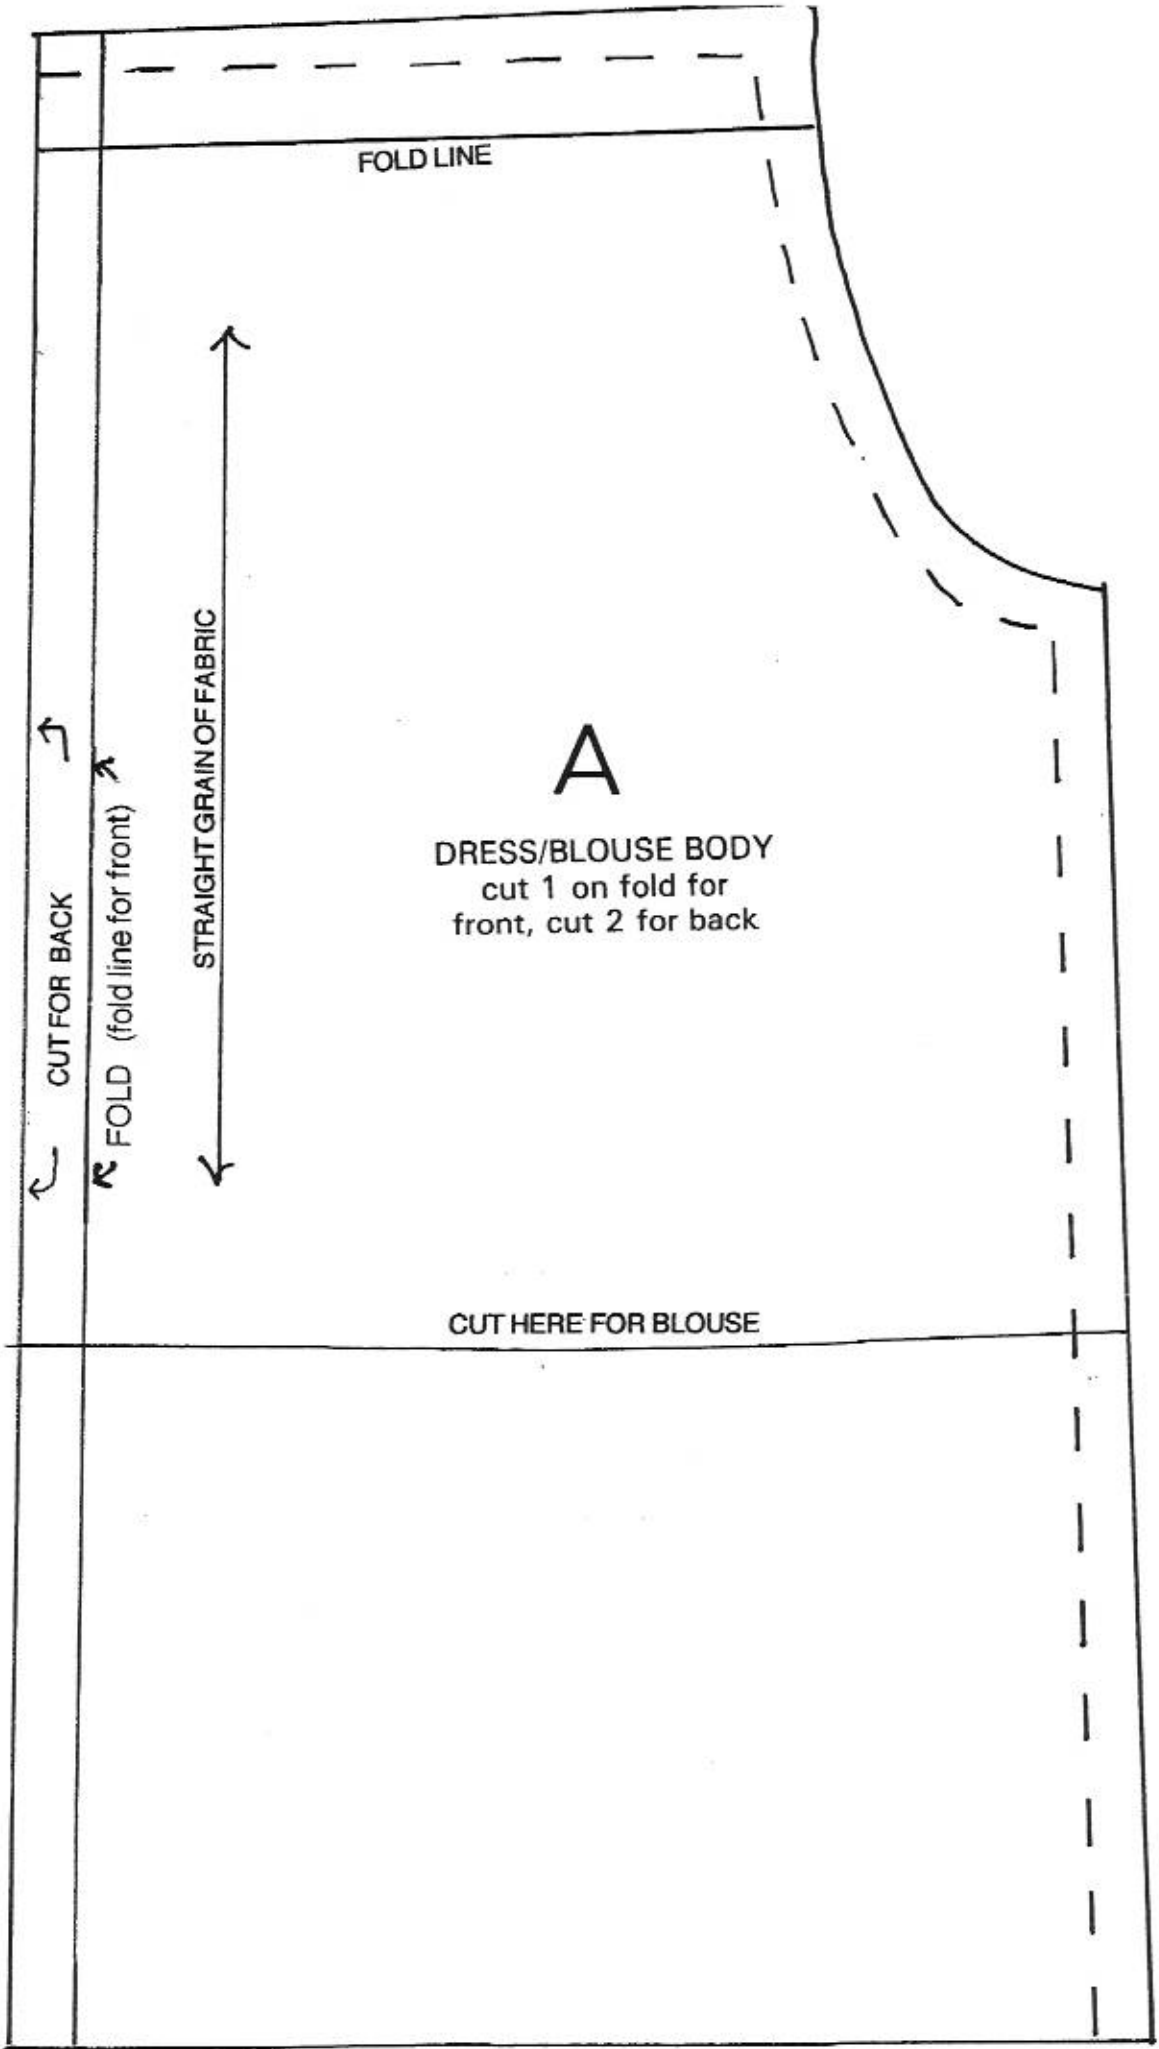 FOLD LINE
CUT FOR BACK
FOLD (fold line for front)
STRAIGHT GRAIN OF FABRIC
A
DRESS/BLOUSE BODY
cut 1 on fold for
front, cut 2 for back
CUT HERE FOR BLOUSE